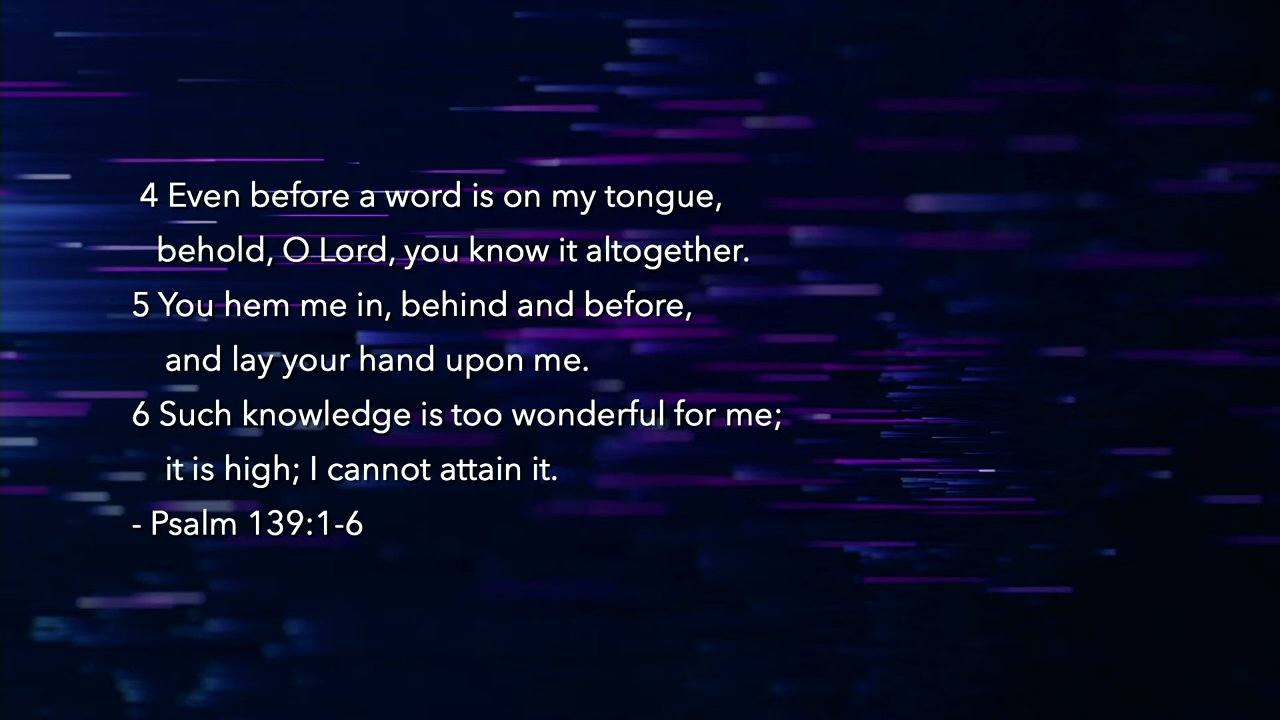 4 Even before a word is on my tongue,
behold, O Lord, you know it altogether.
5 You hem me in, behind and before,
and lay your hand upon me.
6 Such knowledge is too wonderful for me;
it is high; I cannot attain it.
- Psalm 139:1-6